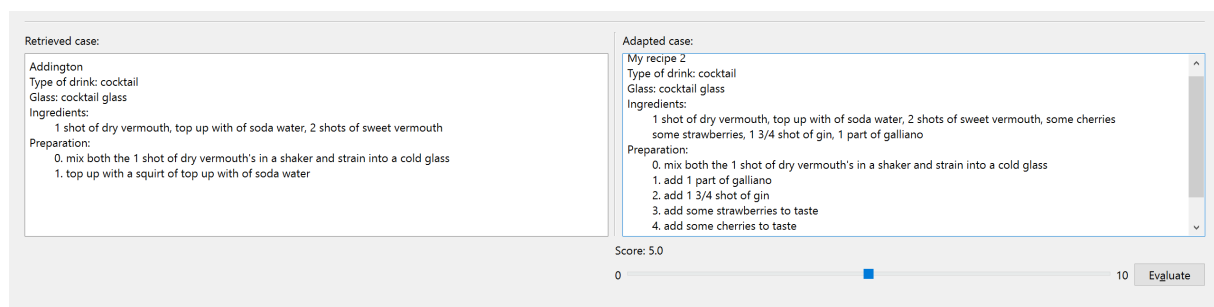 Retrieved case:
Addington
Type of drink: cocktail
Glass: cocktail glass
Ingredients:
1 shot of dry vermouth, top up with of soda water, 2 shots of sweet vermouth
Preparation:
0. mix both the 1 shot of dry vermouth's in a shaker and strain into a cold glass
1. top up with a squirt of top up with of soda water
Adapted case:
My recipe 2
Type of drink: cocktail
Glass: cocktail glass
Ingredients:
1 shot of dry vermouth, top up with of soda water, 2 shots of sweet vermouth, some cherries
some strawberries, 1 3/4 shot of gin, 1 part of galliano
Preparation:
0. mix both the 1 shot of dry vermouth's in a shaker and strain into a cold glass
1. add 1 part of galliano
2. add 1 3/4 shot of gin
3. add some strawberries to taste
4. add some cherries to taste
Score: 5.0
0 10 Evaluate